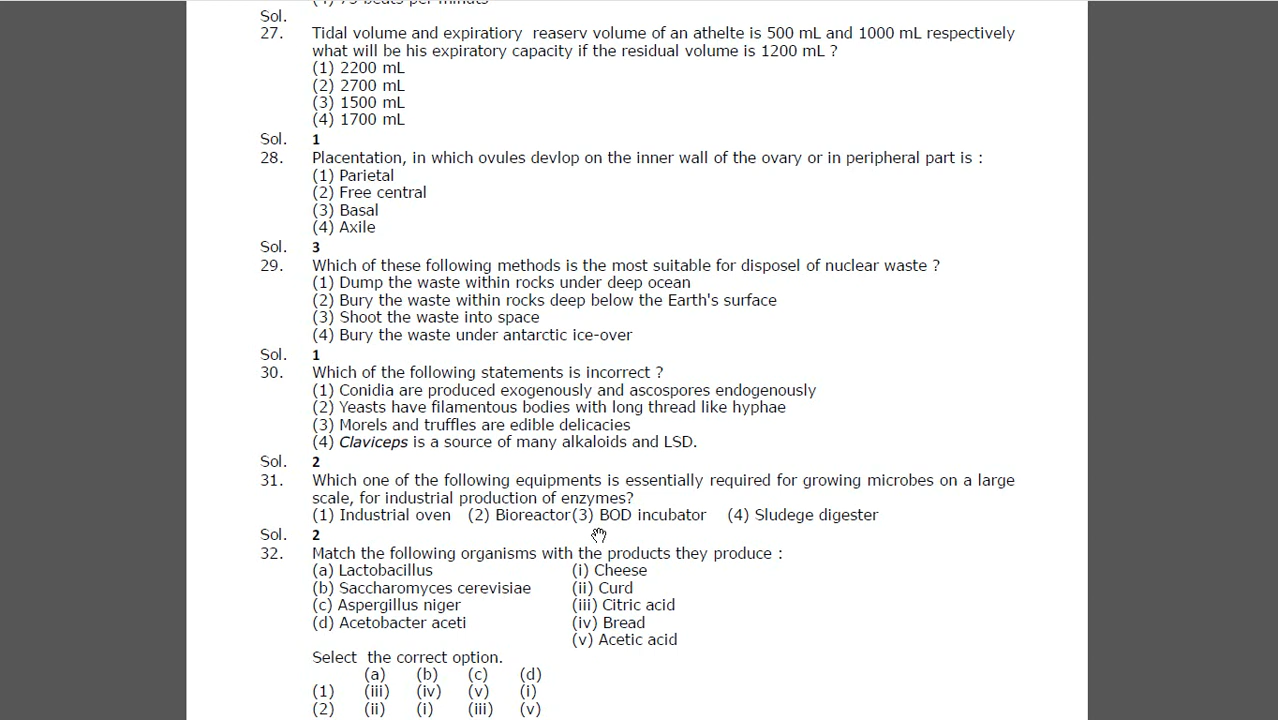 Sol.
27. Tidal volume and expiratiory reaserv volume of an athelte is 500 mL and 1000 mL respectively
what will be his expiratory capacity if the residual volume is 1200 mL ?
(1) 2200 mL
(2) 2700 mL
(3) 1500 mL
(4) 1700 mL
Sol. 1
28. Placentation, in which ovules devlop on the inner wall of the ovary or in peripheral part is :
(1) Parietal
(2) Free central
(3) Basal
(4) Axile
Sol. 3
29. Which of these following methods is the most suitable for disposel of nuclear waste ?
(1) Dump the waste within rocks under deep ocean
(2) Bury the waste within rocks deep below the Earth's surface
(3) Shoot the waste into space
(4) Bury the waste under antarctic ice-over
Sol. 1
30. Which of the following statements is incorrect ?
(1) Conidia are produced exogenously and ascospores endogenously
(2) Yeasts have filamentous bodies with long thread like hyphae
(3) Morels and truffles are edible delicacies
(4) Claviceps is a source of many alkaloids and LSD.
Sol. 2
31. Which one of the following equipments is essentially required for growing microbes on a large
scale, for industrial production of enzymes?
(1) Industrial oven (2) Bioreactor(3) BOD incubator (4) Sludege digester
Sol. 2
32. Match the following organisms with the products they produce :
(a) Lactobacillus (i) Cheese
(b) Saccharomyces cerevisiae (ii) Curd
(c) Aspergillus niger (iii) Citric acid
(d) Acetobacter aceti (iv) Bread
(v) Acetic acid
Select the correct option.
(a) (b) (c) (d)
(1) (iii) (iv) (v) (i)
(2) (ii) (i) (iii) (v)